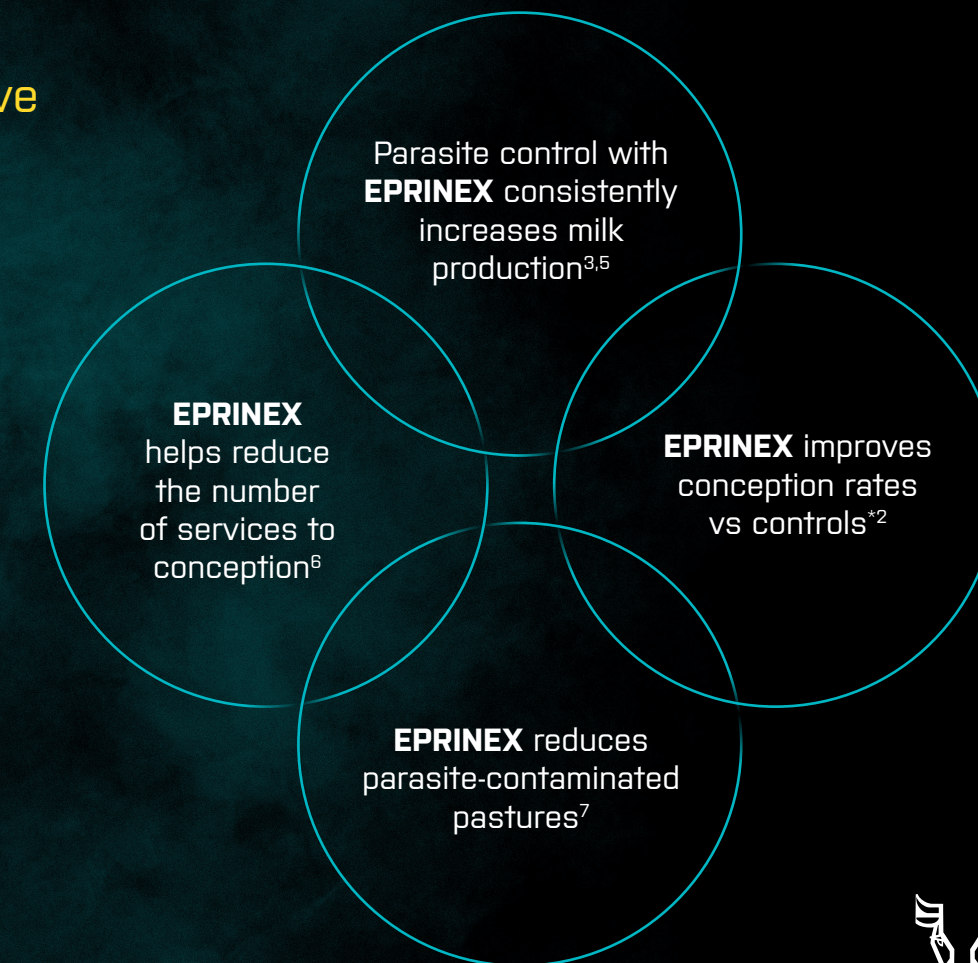 ve
Parasite control with
EPRINEX consistently
increases milk
production3,5
EPRINEX
helps reduce
the number
of services to
conception6
EPRINEX improves
conception rates
vs controls*2
EPRINEX reduces
parasite-contaminated
pastures7